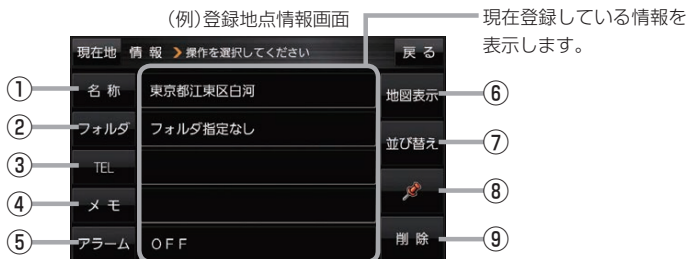 (例)登録地点情報画面
現在登録している情報を
表示します。
現在地 情 報 ❯操作を選択してください 戻 る
① 名 称 東京都江東区白河 地図表示 ⑥
② フォルダ フォルダ指定なし 並び替え ⑦
③ TEL ⑧
④ メ モ
⑤ アラーム OFF 削 除 ⑨